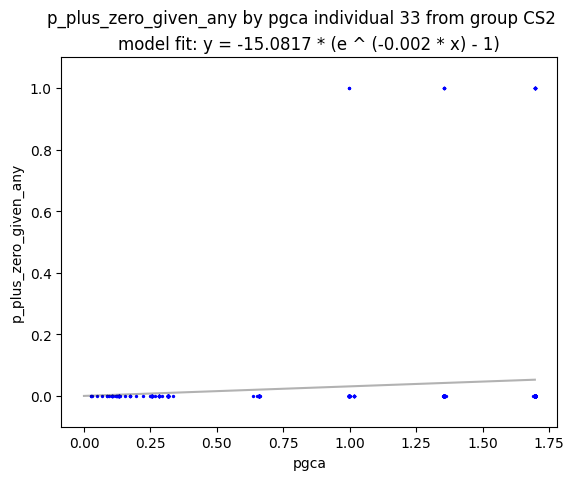 p_plus_zero_given_any by pgca individual 33 from group CS2
model fit: y = -15.0817 * (e ^ (-0.002 * x) - 1)
1.0
0.8
0.6
0.4
0.2
0.0
p_plus_zero_given_any
0.00 0.25 0.50 0.75 1.00 1.25 1.50 1.75
pgca